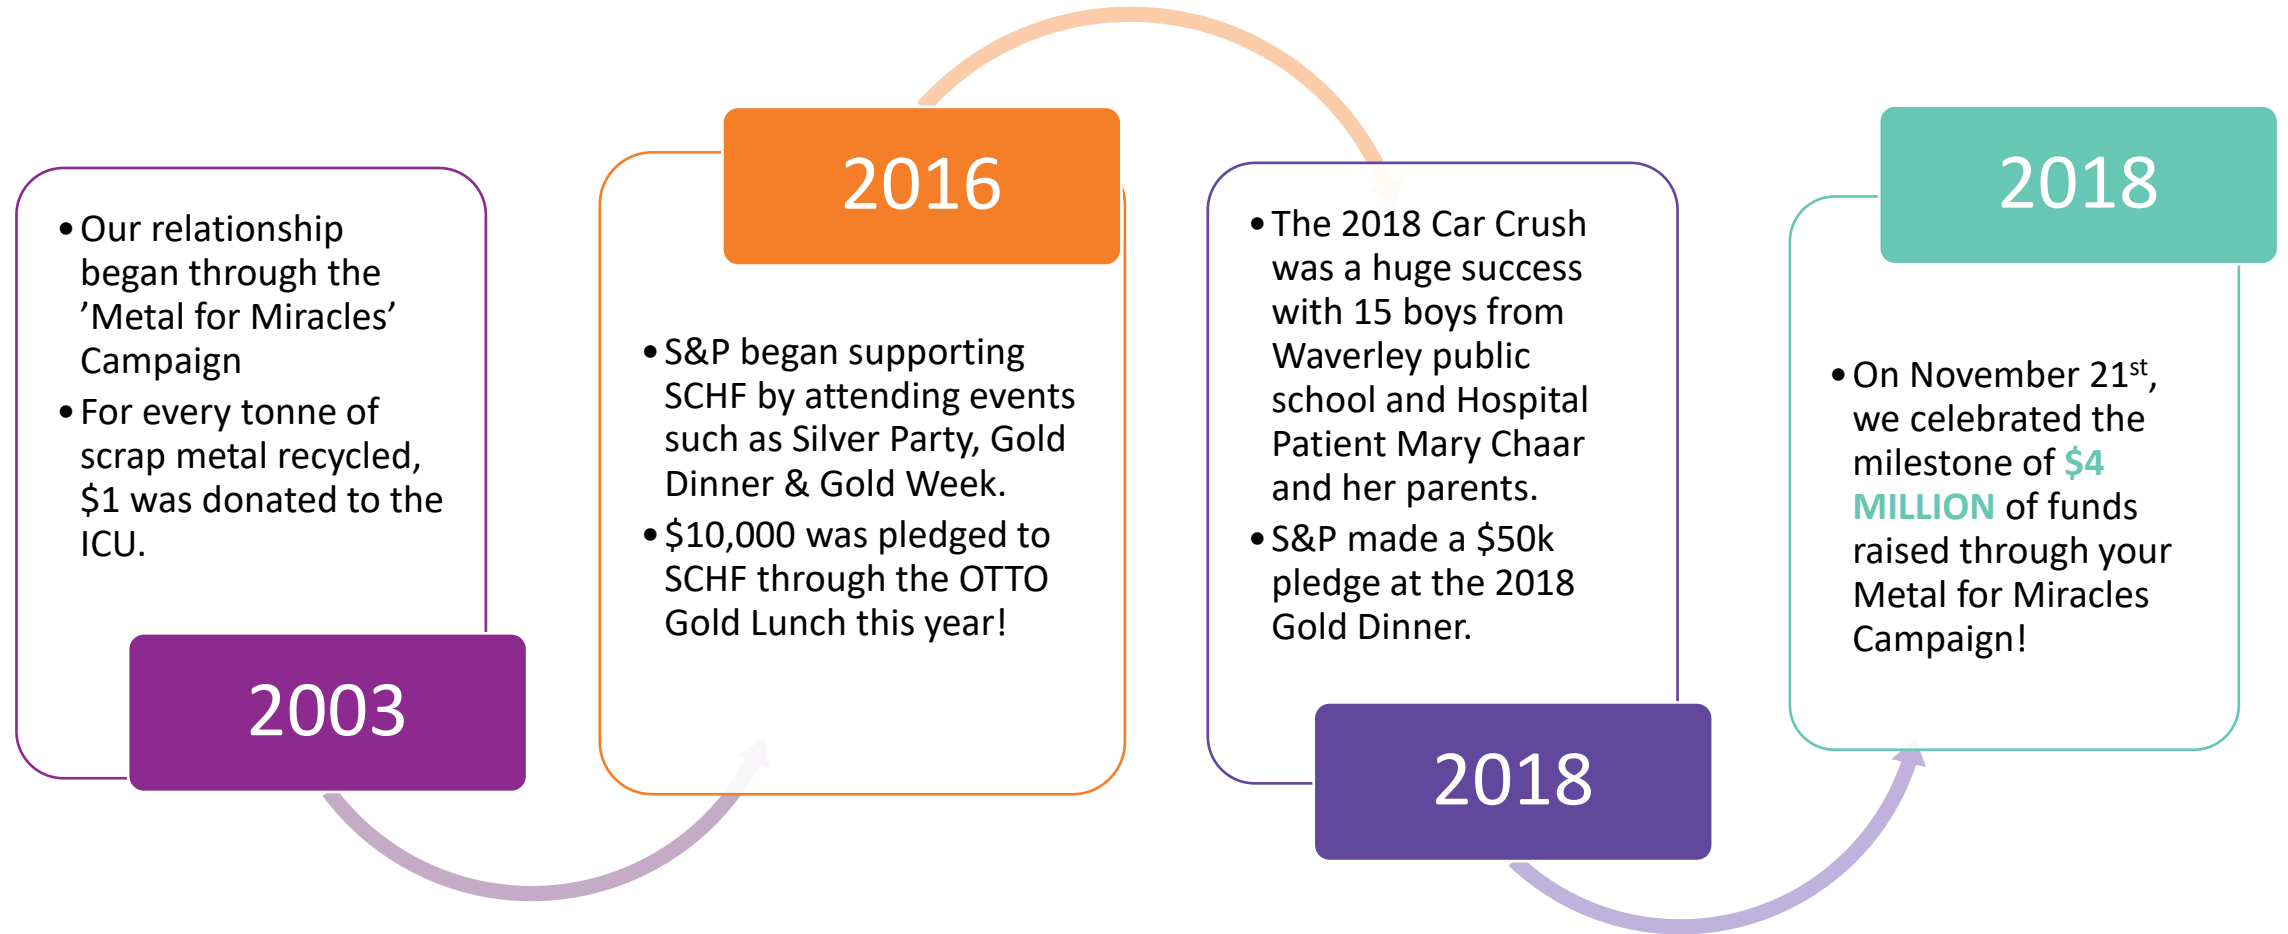 • Our relationship
began through the
’Metal for Miracles’
Campaign
• For every tonne of
scrap metal recycled,
$1 was donated to the
ICU.
2003
2016
• S&P began supporting
SCHF by attending events
such as Silver Party, Gold
Dinner & Gold Week.
• $10,000 was pledged to
SCHF through the OTTO
Gold Lunch this year!
• The 2018 Car Crush
was a huge success
with 15 boys from
Waverley public
school and Hospital
Patient Mary Chaar
and her parents.
• S&P made a $50k
pledge at the 2018
Gold Dinner.
2018
2018
• On November 21st,
we celebrated the
milestone of $4
MILLION of funds
raised through your
Metal for Miracles
Campaign!